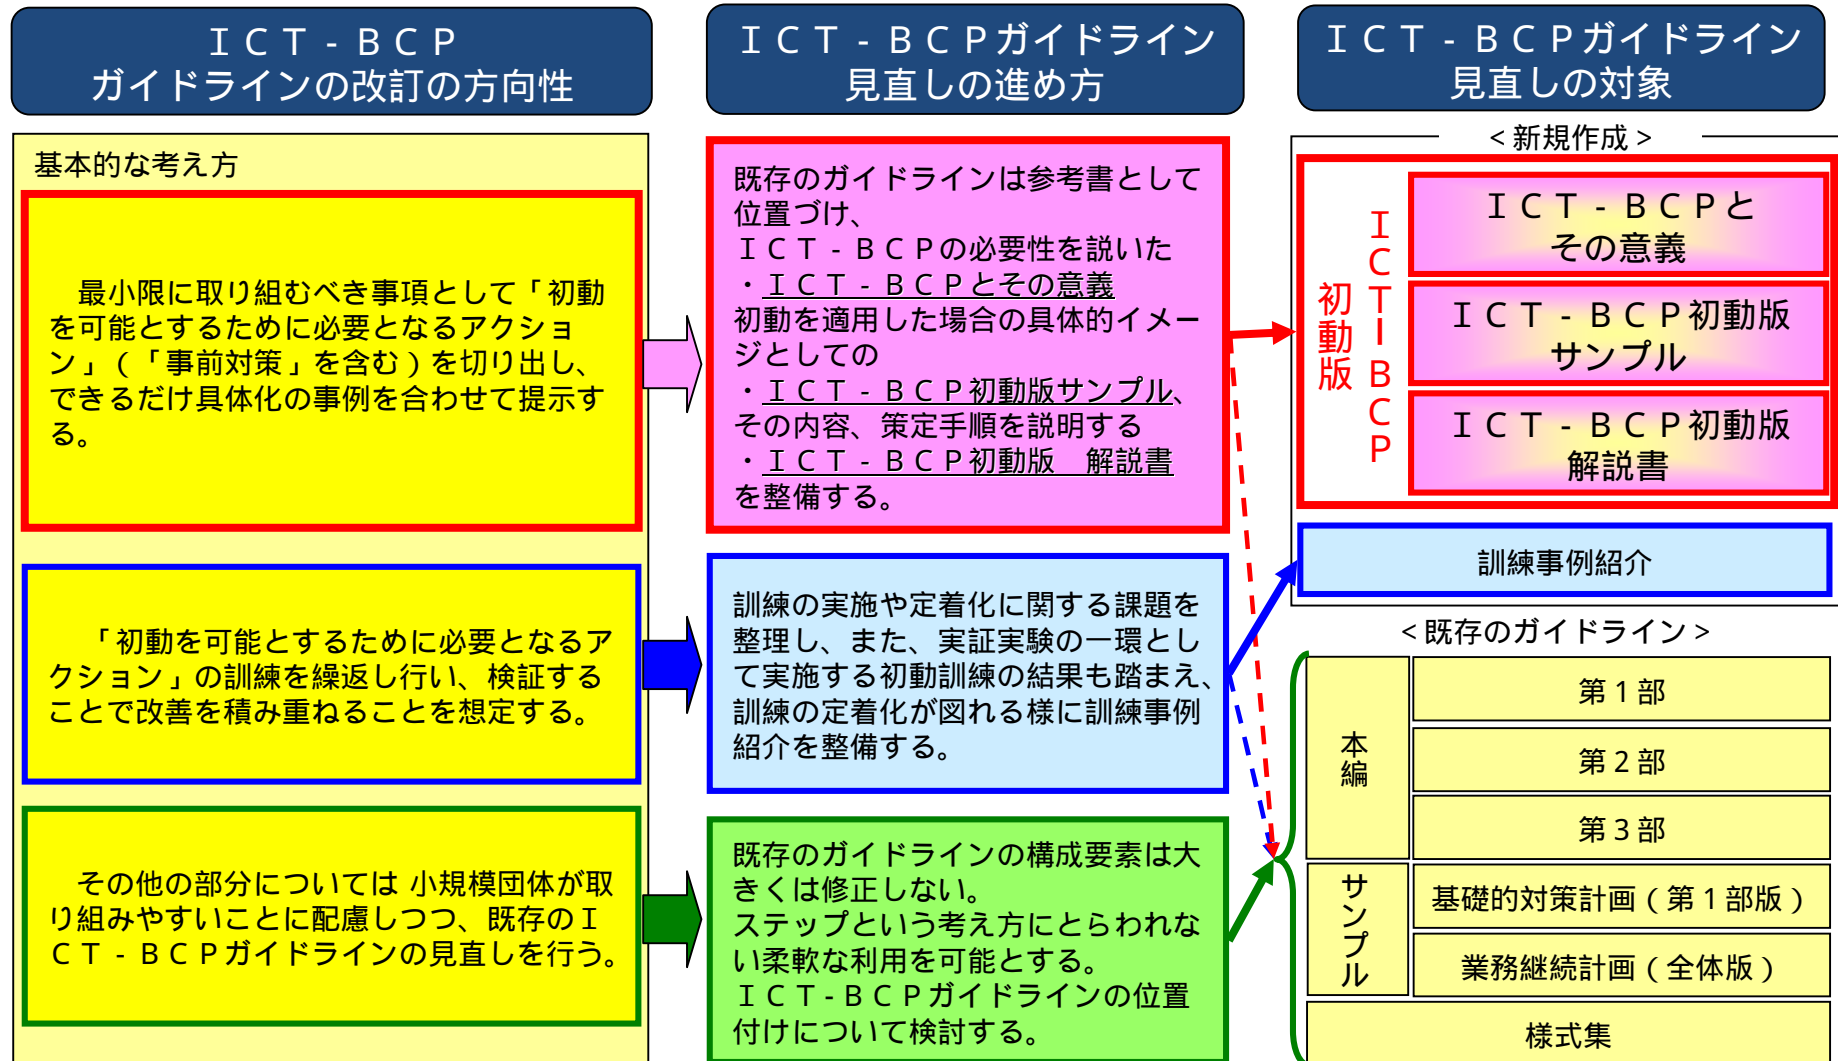 ＩＣＴ‐ＢＣＰ
ガイドラインの改訂の方向性
基本的な考え方
最小限に取り組むべき事項として「初動
を可能とするために必要となるアクショ
ン」（「事前対策」を含む）を切り出し、
できるだけ具体化の事例を合わせて提示す
る。
「初動を可能とするために必要となるア
クション」の訓練を繰返し行い、検証する
ことで改善を積み重ねることを想定する。
その他の部分については 小規模団体が取
り組みやすいことに配慮しつつ、既存のＩ
ＣＴ‐ＢＣＰガイドラインの見直しを行う。
ＩＣＴ‐ＢＣＰガイドライン
見直しの進め方
既存のガイドラインは参考書として
位置づけ、
ＩＣＴ‐ＢＣＰの必要性を説いた
・ＩＣＴ‐ＢＣＰとその意義
初動を適用した場合の具体的イメー
ジとしての
・ＩＣＴ‐ＢＣＰ初動版サンプル、
その内容、策定手順を説明する
・ＩＣＴ‐ＢＣＰ初動版　解説書
を整備する。
訓練の実施や定着化に関する課題を
整理し、また、実証実験の一環とし
て実施する初動訓練の結果も踏まえ、
訓練の定着化が図れる様に訓練事例
紹介を整備する。
既存のガイドラインの構成要素は大
きくは修正しない。
ステップという考え方にとらわれな
い柔軟な利用を可能とする。
ＩＣＴ‐ＢＣＰガイドラインの位置
付けについて検討する。
ＩＣＴ‐ＢＣＰガイドライン
見直しの対象
＜新規作成＞
ＩＣＴ‐ＢＣＰ
初動版
ＩＣＴ‐ＢＣＰと
その意義
ＩＣＴ‐ＢＣＰ初動版
サンプル
ＩＣＴ‐ＢＣＰ初動版
解説書
訓練事例紹介
＜既存のガイドライン＞
本編
第１部
第２部
第３部
サンプル
基礎的対策計画（第１部版）
業務継続計画（全体版）
様式集